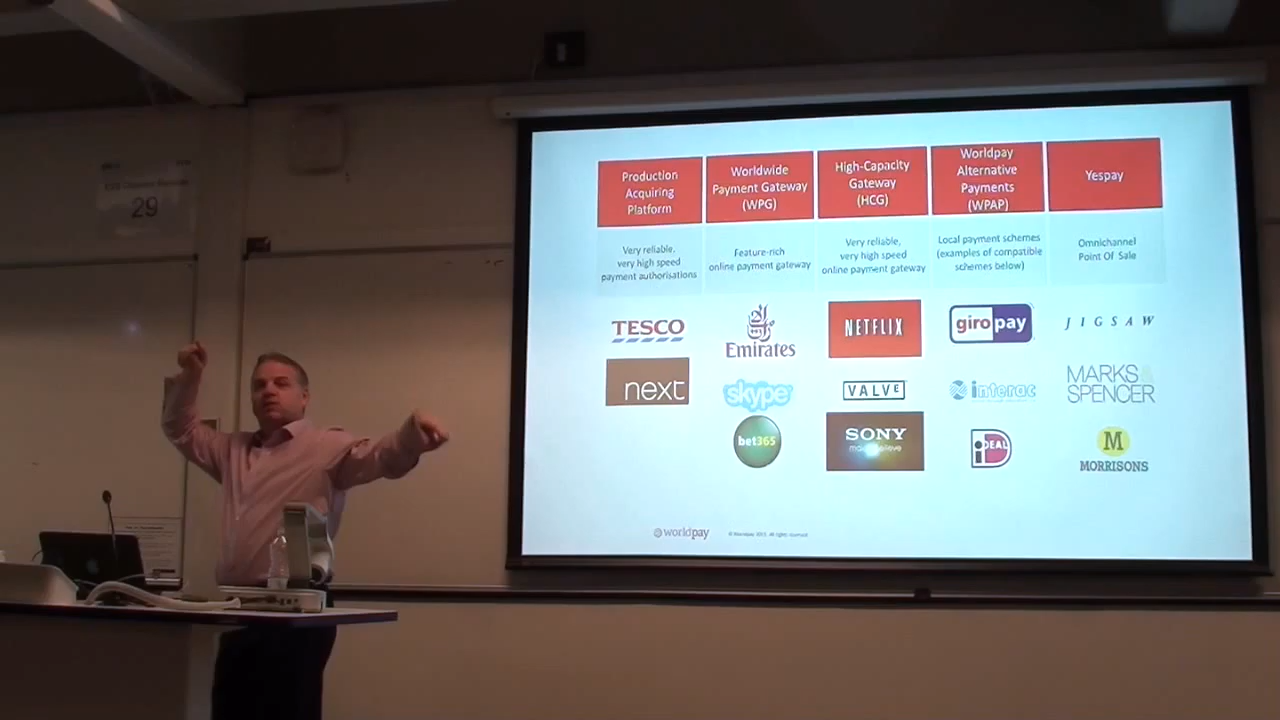 29
Production
Acquiring
Platform
Worldwide
Payment Gateway
(WPG)
High-Capacity
Gateway
(HCG)
Worldpay
Alternative
Payments
(WPAP)
Yespay
Very reliable,
very high speed
payment authorisations
Feature-rich
online payment gateway
Very reliable,
very high speed
online payment gateway
Local payment schemes
(examples of compatible
schemes below)
Omnichannel
Point Of Sale
TESCO
Emirates
NETFLIX
giropay
JIGSAW
next
skype
VALVE
interac
MARKS&
SPENCER
bet365
SONY
make.believe
iDEAL
M
MORRISONS
worldpay